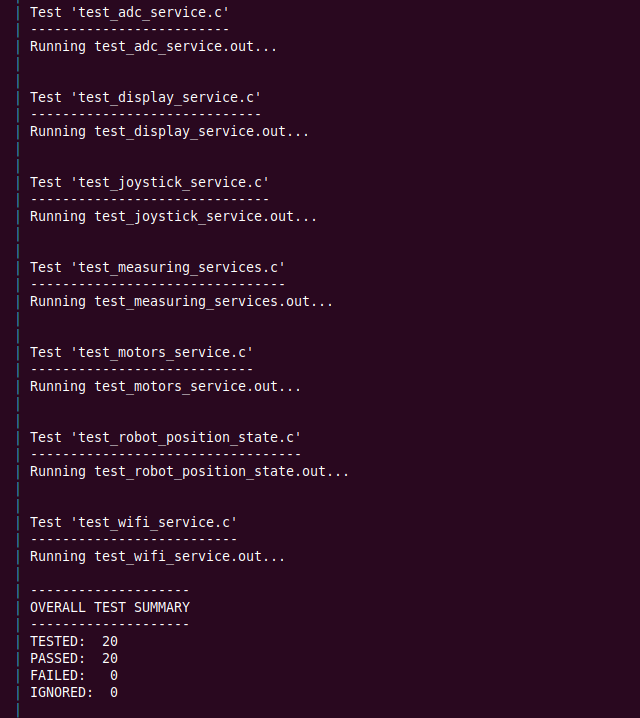 Test 'test_adc_service.c'
-------------------------
Running test_adc_service.out...
Test 'test_display_service.c'
-----------------------------
Running test_display_service.out...
Test 'test_joystick_service.c'
------------------------------
Running test_joystick_service.out...
Test 'test_measuring_services.c'
--------------------------------
Running test_measuring_services.out...
Test 'test_motors_service.c'
----------------------------
Running test_motors_service.out...
Test 'test_robot_position_state.c'
----------------------------------
Running test_robot_position_state.out...
Test 'test_wifi_service.c'
--------------------------
Running test_wifi_service.out...
--------------------
OVERALL TEST SUMMARY
--------------------
TESTED:  20
PASSED:  20
FAILED:   0
IGNORED:  0